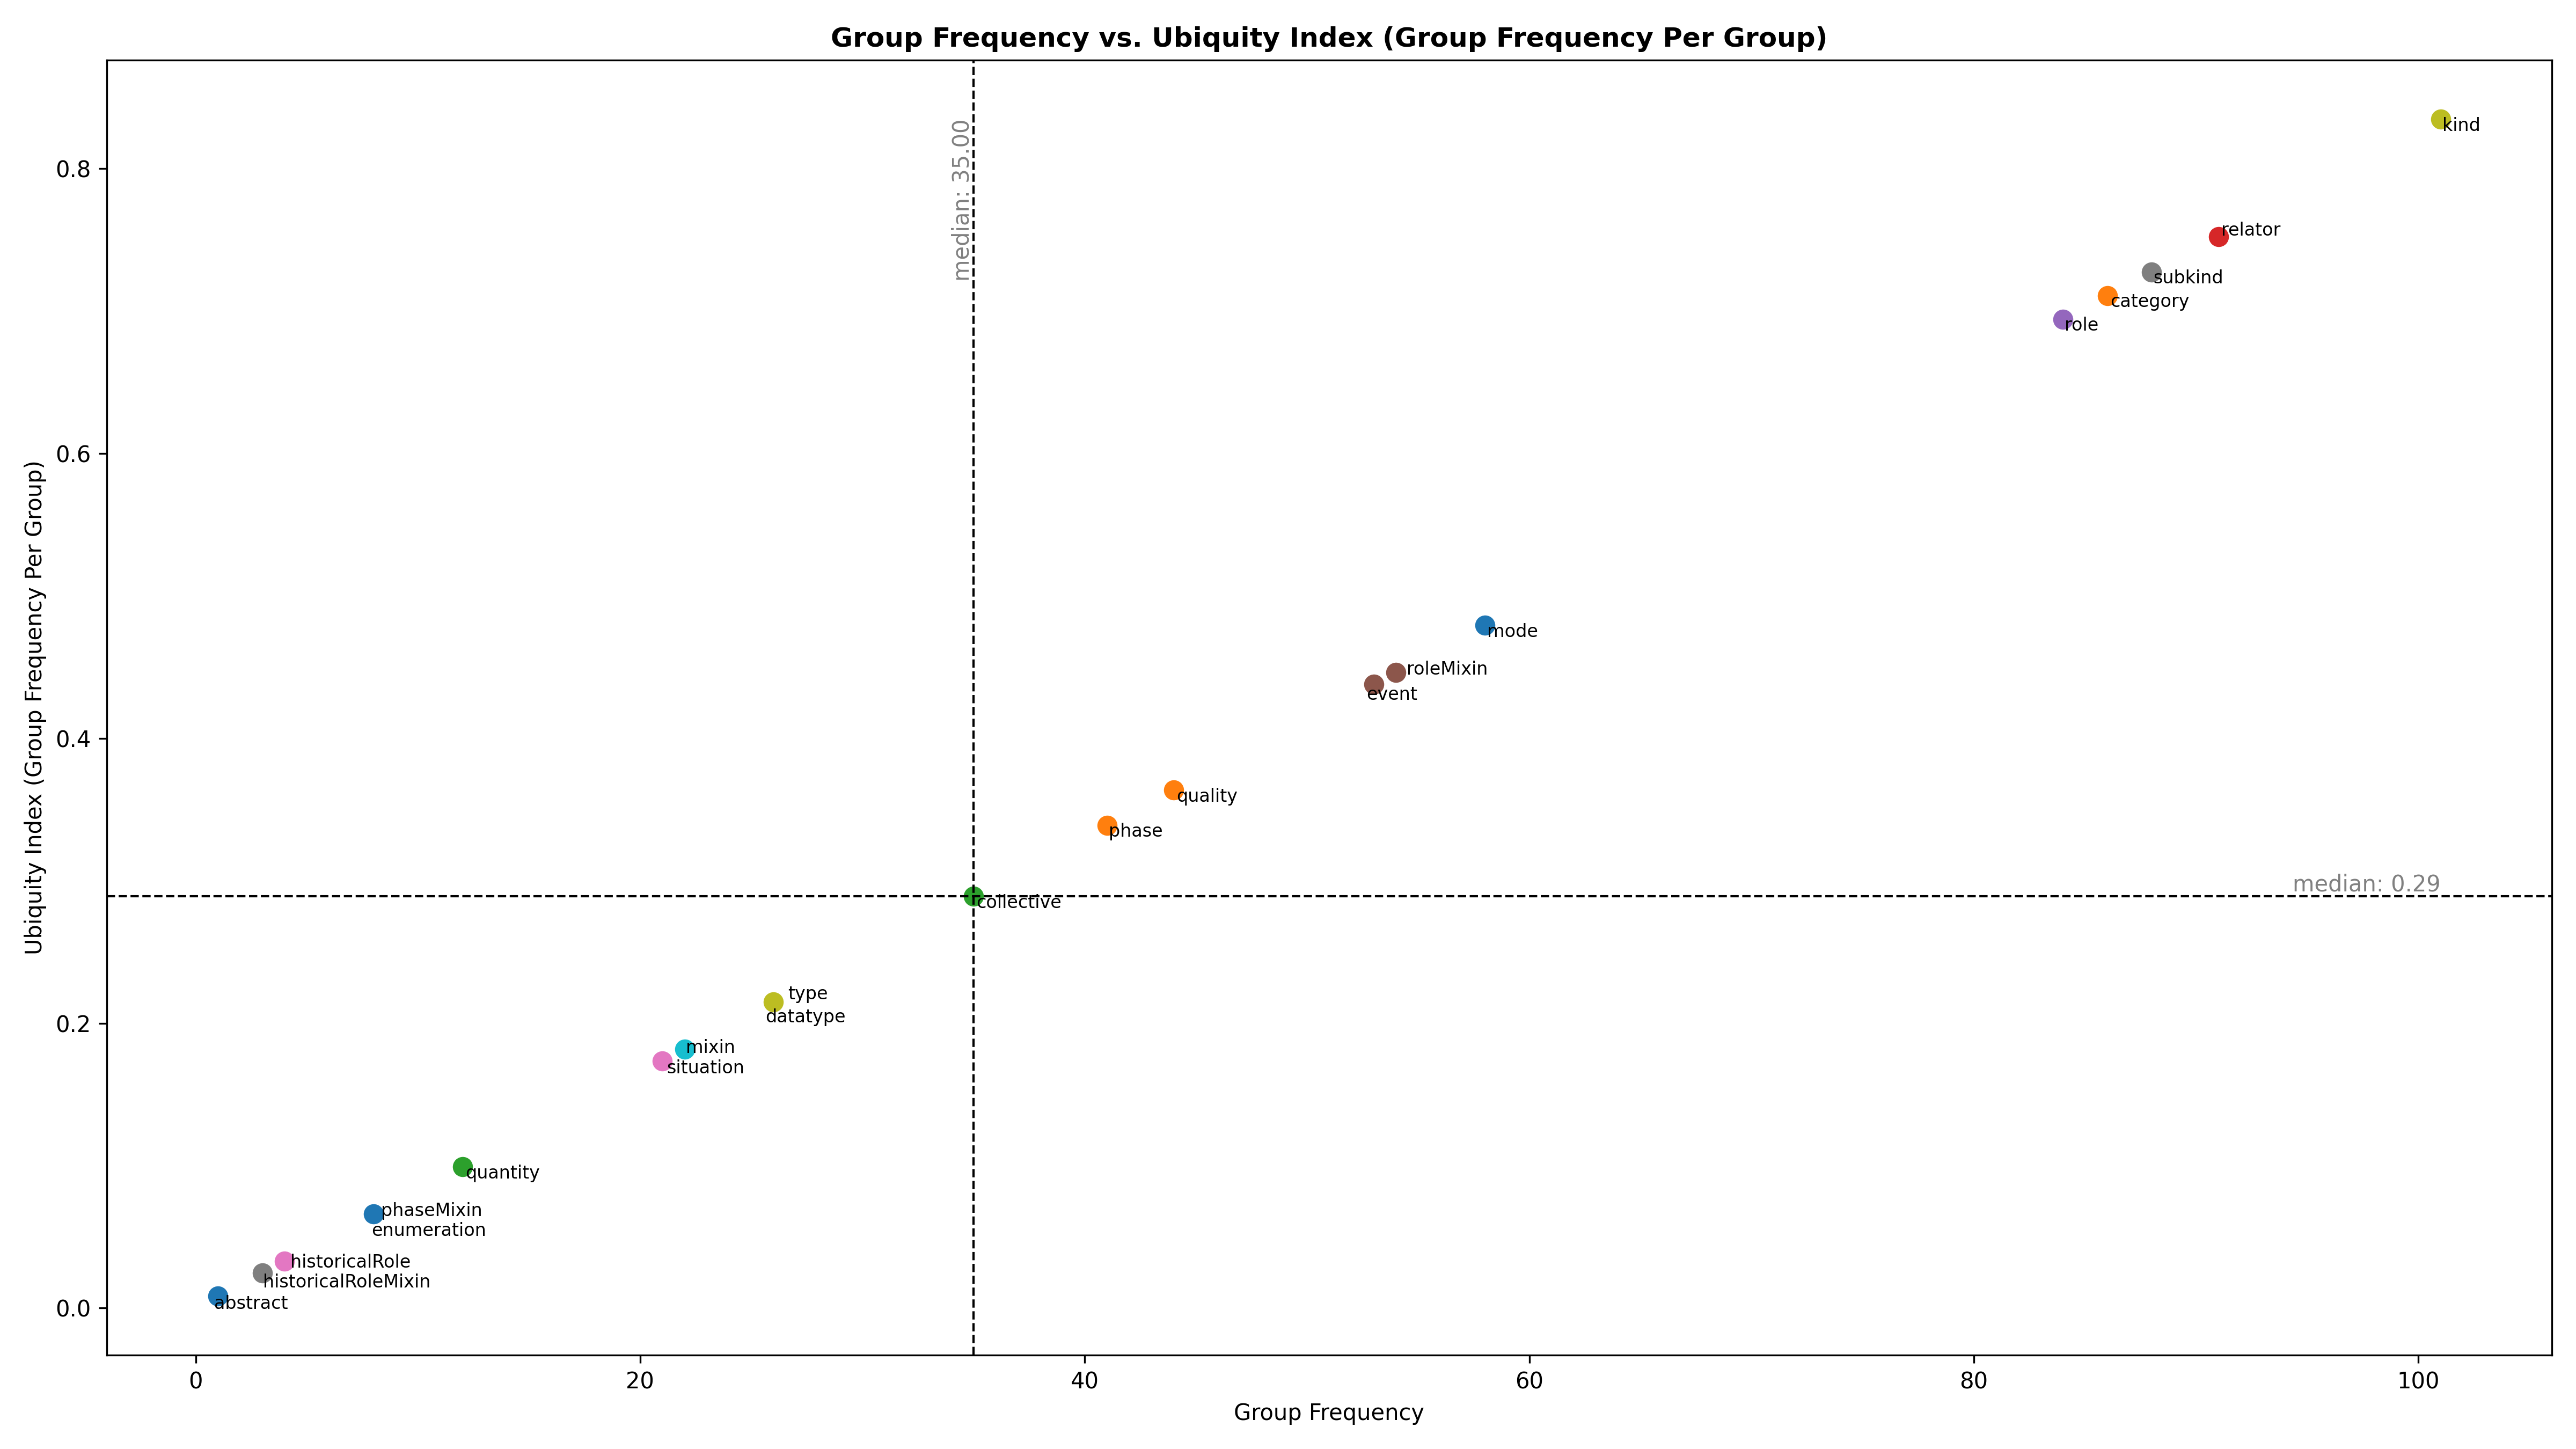 Group Frequency vs. Ubiquity Index (Group Frequency Per Group)
Ubiquity Index (Group Frequency Per Group)
0.8
0.6
0.4
0.2
0.0
median: 35.00
kind
relator
subkind
category
role
mode
roleMixin
event
quality
phase
median: 0.29
collective
type
datatype
mixin
situation
quantity
phaseMixin
enumeration
historicalRole
historicalRoleMixin
abstract
0
20
40
60
80
100
Group Frequency